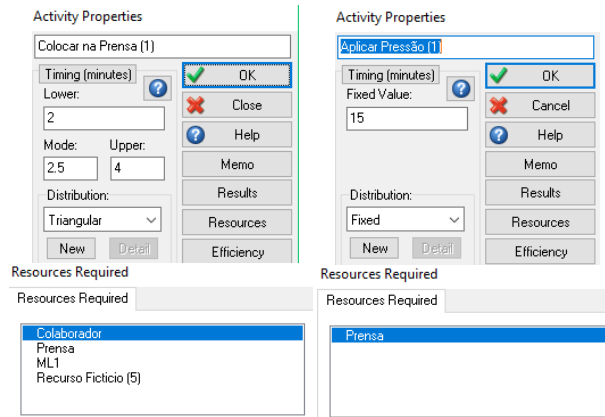 Activity Properties
Colocar na Prensa (1)
Timing (minutes)
Lower:
2
Mode: Upper:
2.5 4
Distribution:
Triangular
New Detail
OK
Close
Help
Memo
Results
Resources
Efficiency
Resources Required
Resources Required
Colaborador
Prensa
ML1
Recurso Ficticio (5)
Activity Properties
Aplicar Pressão (1)
Timing (minutes)
Fixed Value:
15
Distribution:
Fixed
New Detail
OK
Cancel
Help
Memo
Results
Resources
Efficiency
Resources Required
Resources Required
Prensa